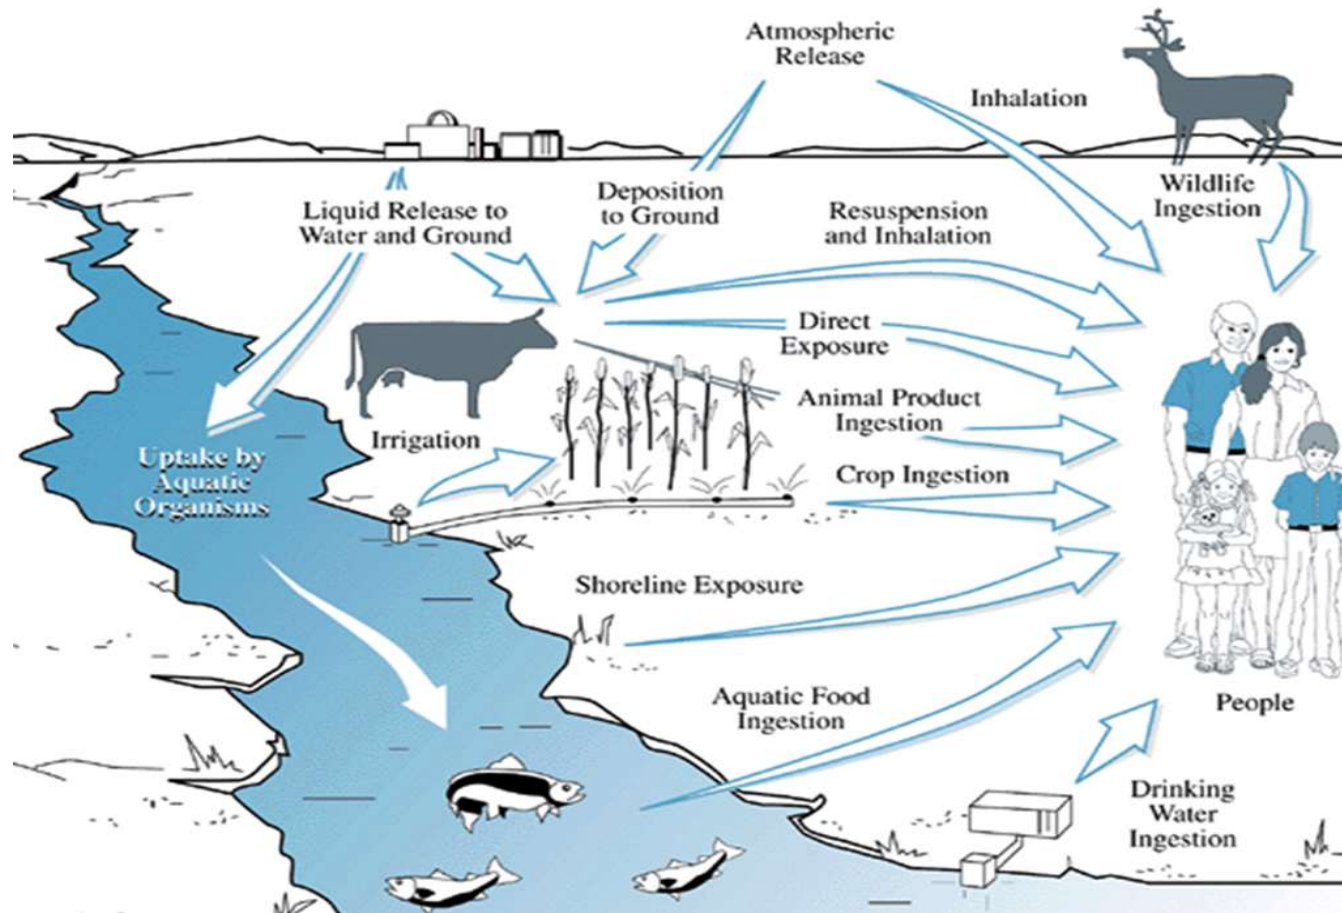 Atmospheric
Release
Inhalation
Wildlife
Ingestion
Deposition
to Ground
Liquid Release to
Water and Ground
Resuspension
and Inhalation
Direct
Exposure
Animal Product
Ingestion
Irrigation
Crop Ingestion
Uptake by
Aquatic
Organisms
Shoreline Exposure
Aquatic Food
Ingestion
People
Drinking
Water
Ingestion